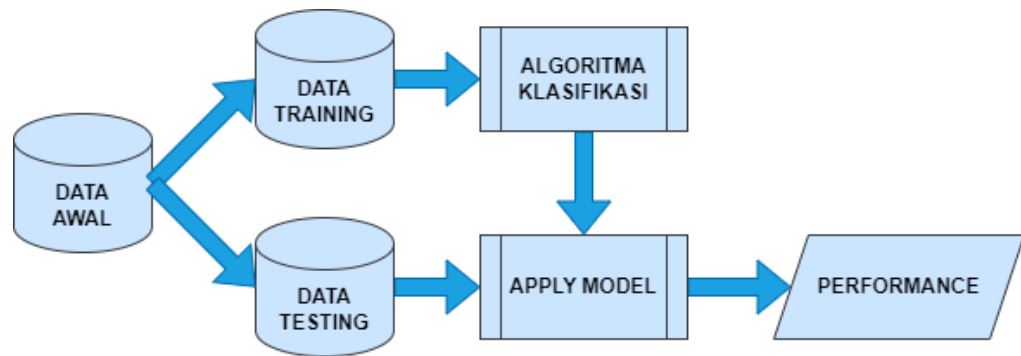 DATA
TRAINING
ALGORITMA
KLASIFIKASI
DATA
AWAL
DATA
TESTING
APPLY MODEL
PERFORMANCE